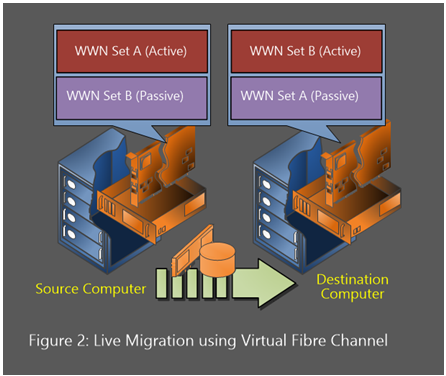 WWN Set A (Active)
WWN Set B (Passive)
WWN Set B (Active)
WWN Set A (Passive)
Source Computer
Destination
Computer
Figure 2: Live Migration using Virtual Fibre Channel